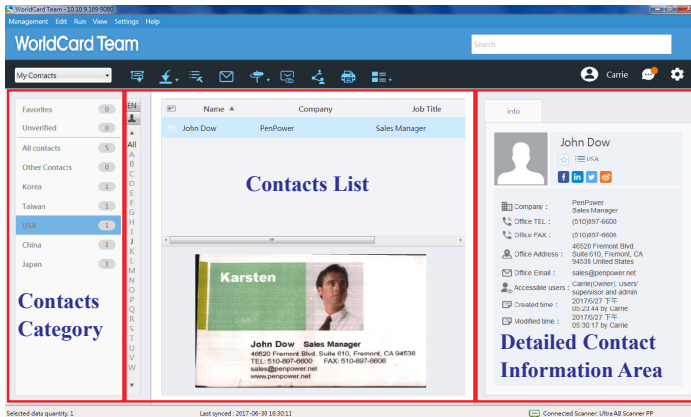 WorldCard Team - 10.10.9.169:9080
Management Edit Run View Settings Help
WorldCard Team
Search
My Contacts
Carrie
Favorites 0
Unverified 0
All contacts 5
Other Contacts 0
Korea 1
Taiwan 1
USA 1
China 1
Japan 1
Contacts
Category
EN
All
A
B
C
D
E
F
G
H
I
J
K
L
M
N
O
P
Q
R
S
T
U
V
W
Name Company Job Title
John Dow PenPower Sales Manager
Contacts List
Karsten
John Dow Sales Manager
46520 Fremont Blvd. Suite 610, Fremont, CA 94538
TEL: 510-897-6600 FAX: 510-897-6606
sales@penpower.net
www.penpower.net
info
John Dow
USA
Company : PenPower
Sales Manager
Office TEL : (510)897-6600
Office FAX : (510)897-6606
Office Address : 46520 Fremont Blvd.
Suite 610, Fremont, CA
94538 United States
Office Email : sales@penpower.net
Accessible users : Carrie(Owner); Users'
supervisor and admin
Created time : 2017/6/27 下午
05:23:44 by Carrie
Modified time : 2017/6/27 下午
05:30:17 by Carrie
Detailed Contact
Information Area
Selected data quantity: 1
Last synced : 2017-06-30 16:30:11
Connected Scanner: Ultra A8 Scanner PP